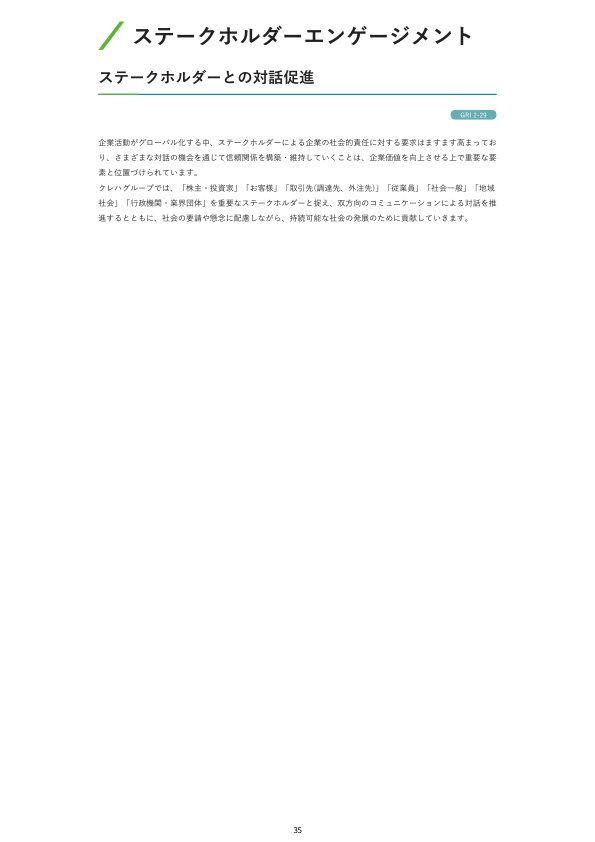 ステークホルダーエンゲージメント
ステークホルダーとの対話促進
GRI 2-29
企業活動がグローバル化する中、ステークホルダーによる企業の社会的責任に対する要求はますます高まってお
り、さまざまな対話の機会を通じて信頼関係を構築・維持していくことは、企業価値を向上させる上で重要な要
素と位置づけられています。
クレハグループでは、「株主・投資家」「お客様」「取引先(調達先、外注先)」「従業員」「社会一般」「地域
社会」「行政機関・業界団体」を重要なステークホルダーと捉え、双方向のコミュニケーションによる対話を推
進するとともに、社会の要請や懸念に配慮しながら、持続可能な社会の発展のために貢献していきます。
35